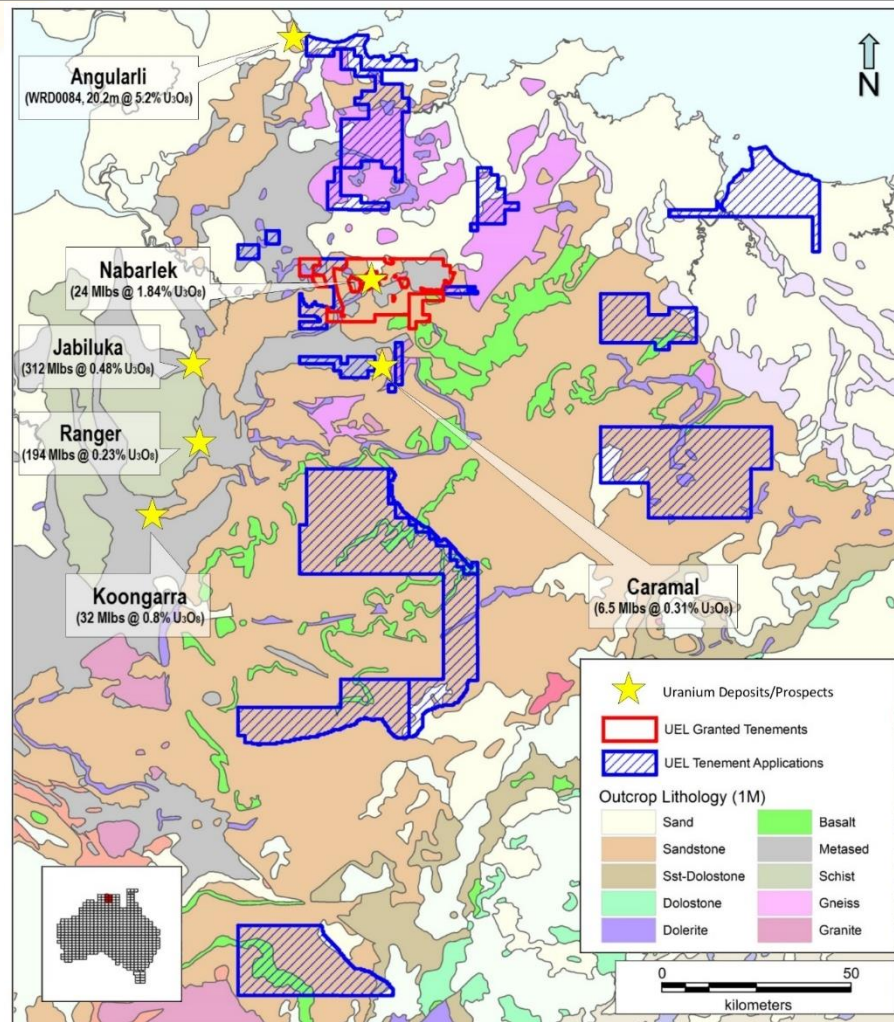 Angularli
(WRD0084, 20.2m @ 5.2% U₃O₈)
N
Nabarlek
(24 Mlbs @ 1.84% U₃O₈)
Jabiluka
(312 Mlbs @ 0.48% U₃O₈)
Ranger
(194 Mlbs @ 0.23% U₃O₈)
Koongarra
(32 Mlbs @ 0.8% U₃O₈)
Caramal
(6.5 Mlbs @ 0.31% U₃O₈)
Uranium Deposits/Prospects
UEL Granted Tenements
UEL Tenement Applications
Outcrop Lithology (1M)
Sand
Sandstone
Sst-Dolostone
Dolostone
Dolerite
Basalt
Metased
Schist
Gneiss
Granite
0 50
kilometers